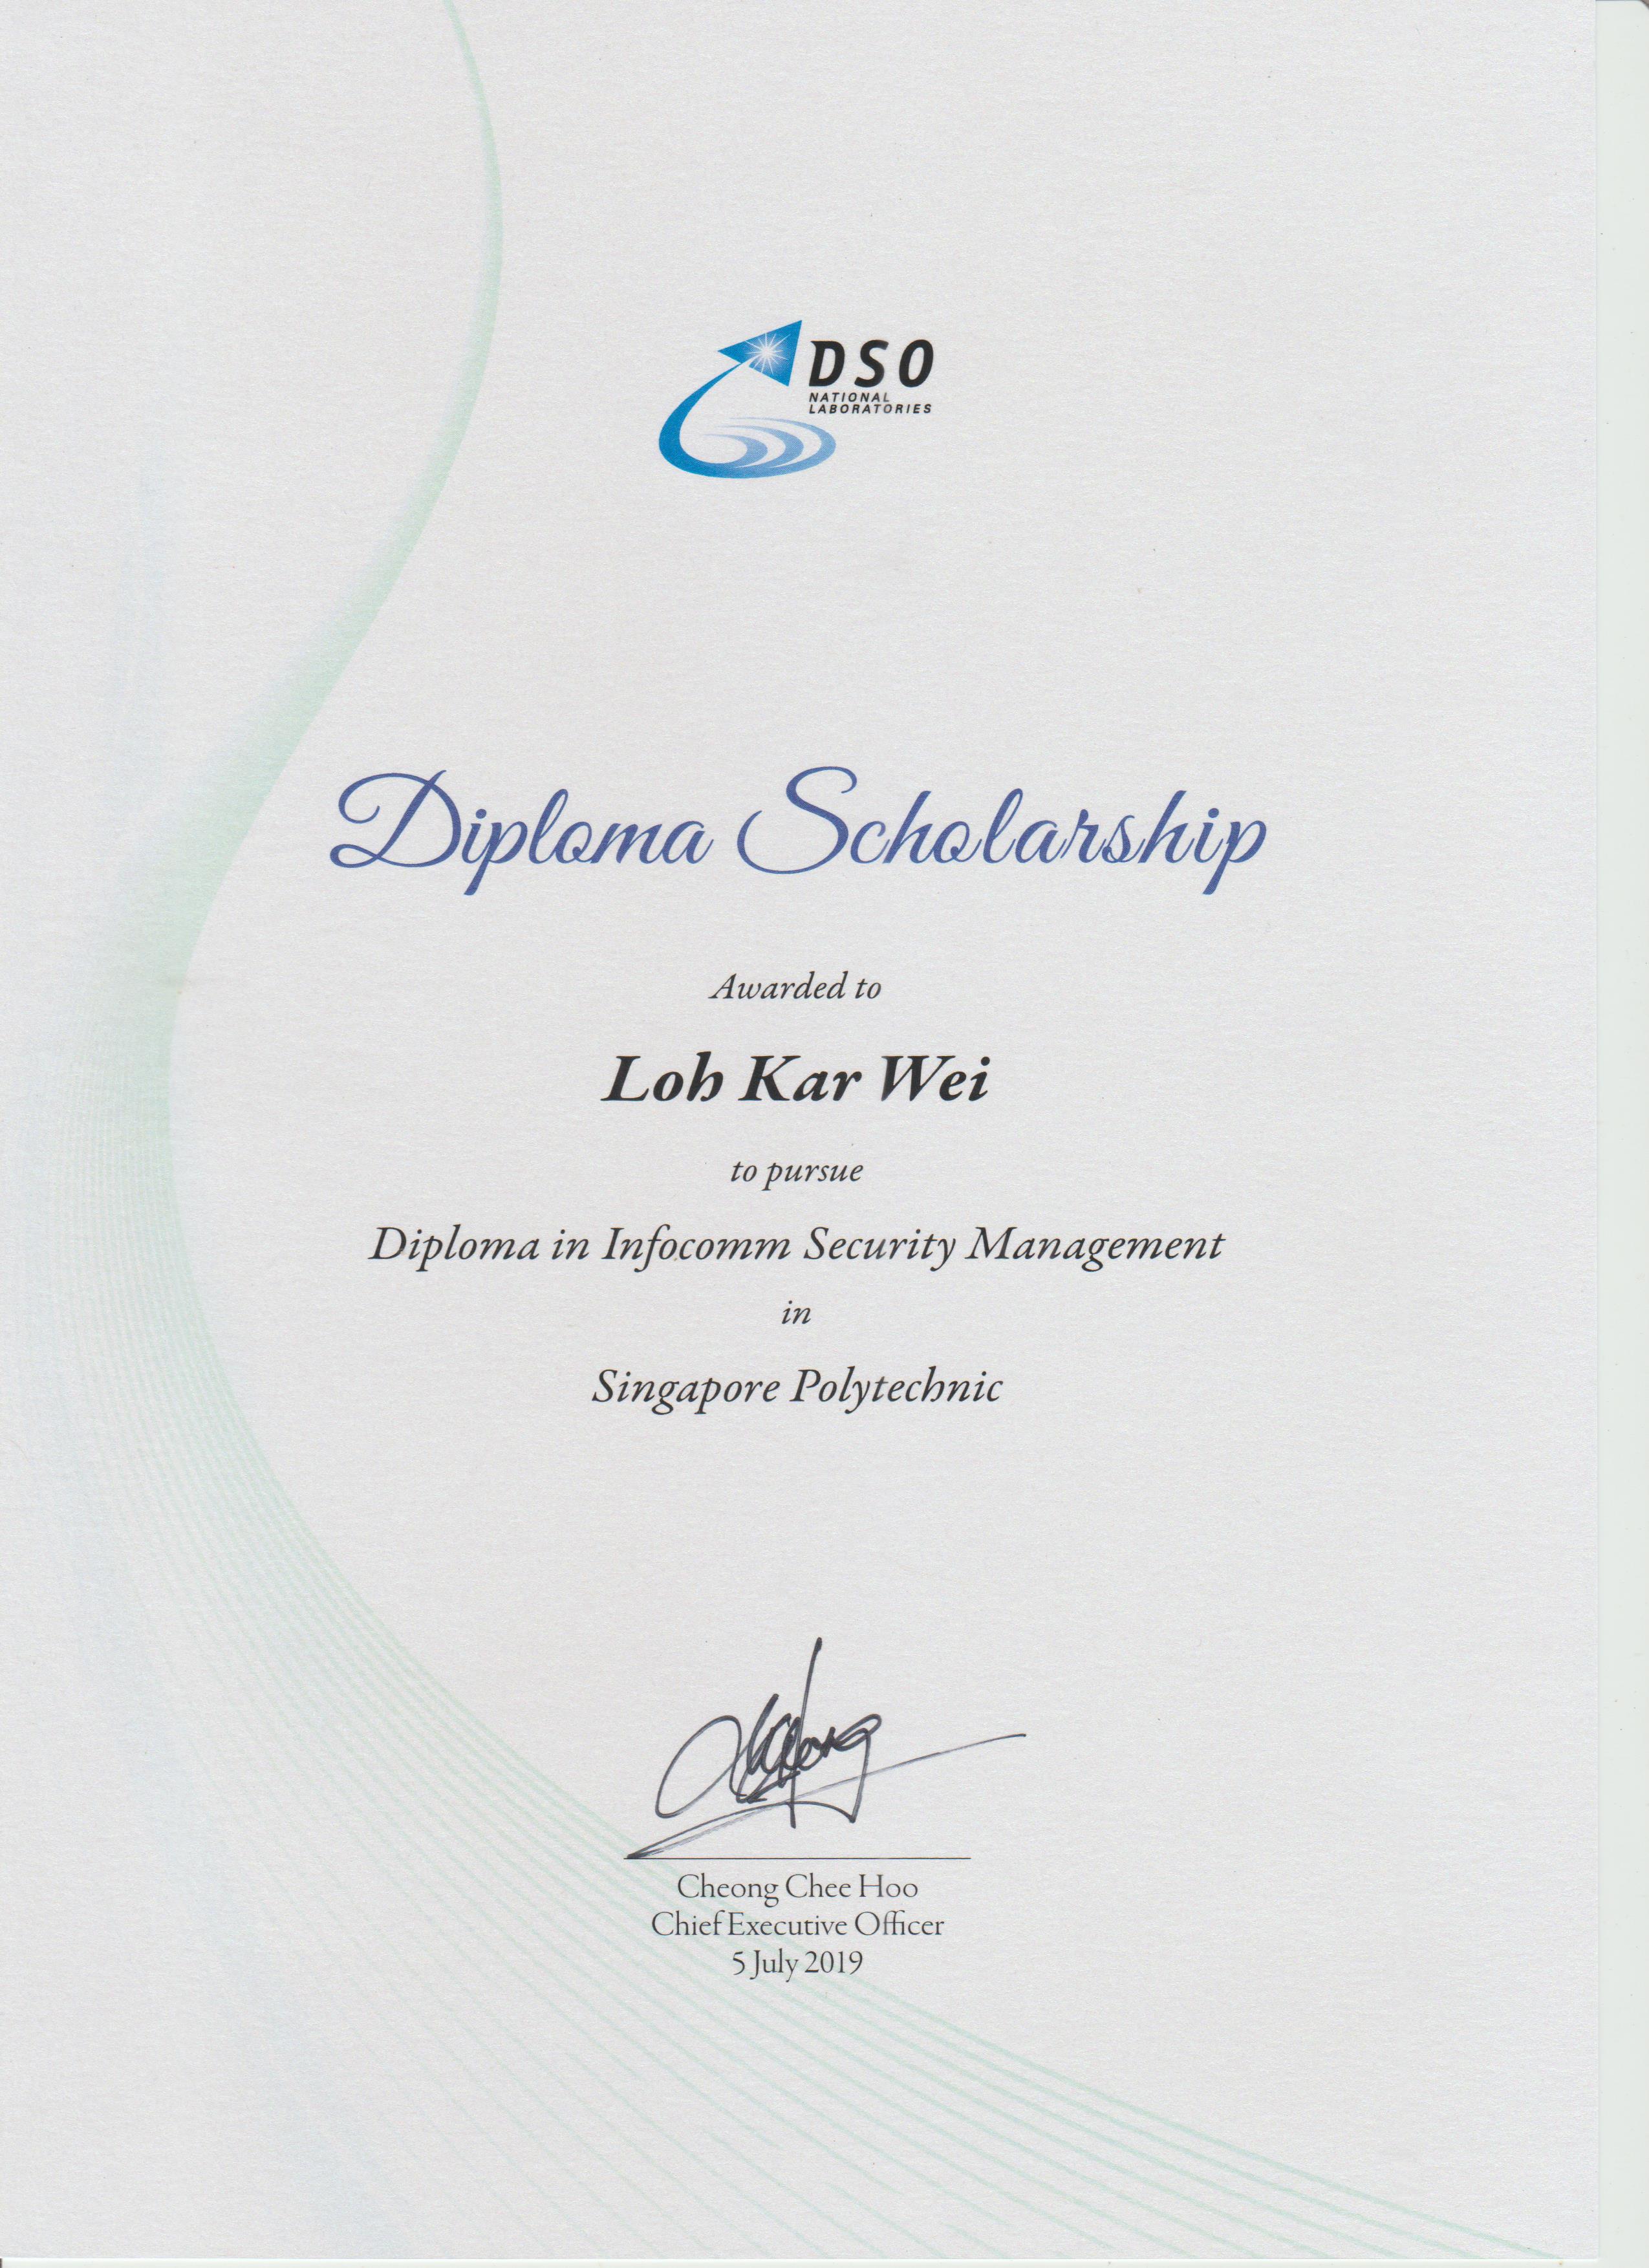 DSO
NATIONAL
LABORATORIES
Diploma Scholarship
Awarded to
Loh Kar Wei
to pursue
Diploma in Infocomm Security Management
in
Singapore Polytechnic
Cheong Chee Hoo
Chief Executive Officer
5 July 2019